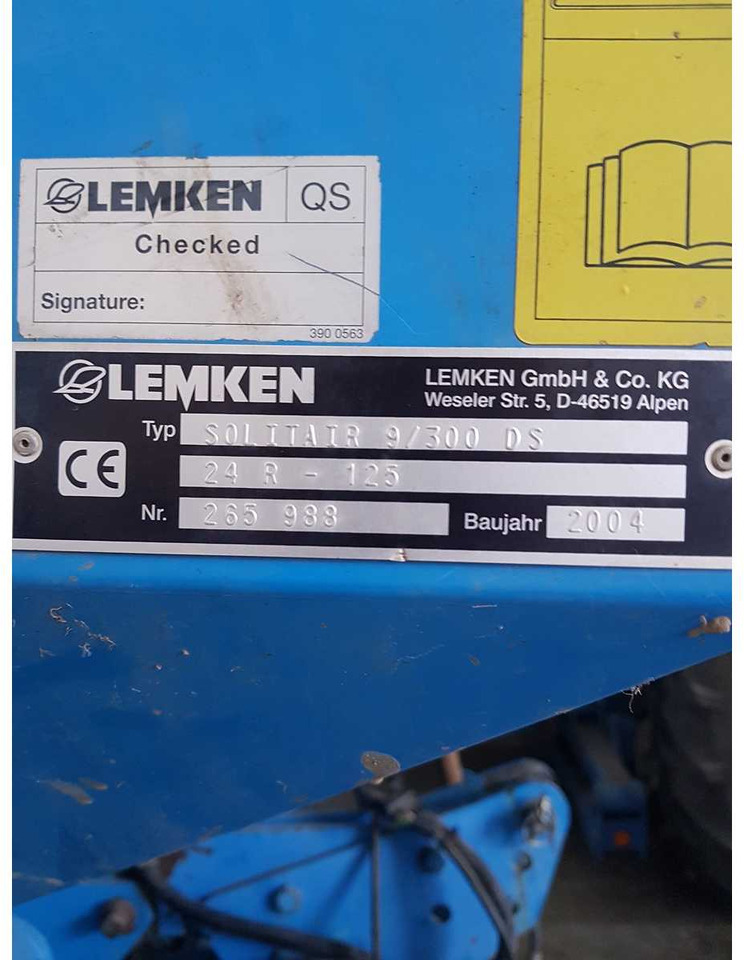 LEMKEN QS
Checked
Signature:
390 0563
LEMKEN
LEMKEN GmbH & Co. KG
Weseler Str. 5, D-46519 Alpen
Typ SOLITAIR 9/300 DS
CE 24 R - 125
Nr. 265 988 Baujahr 2004